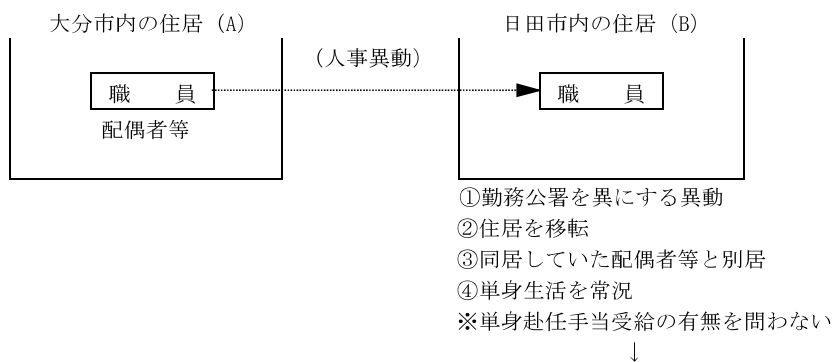 大分市内の住居（A） 日田市内の住居（B）
（人事異動）
職　　員 職　　員
配偶者等
①勤務公署を異にする異動
②住居を移転
③同居していた配偶者等と別居
④単身生活を常況
※単身赴任手当受給の有無を問わない
↓